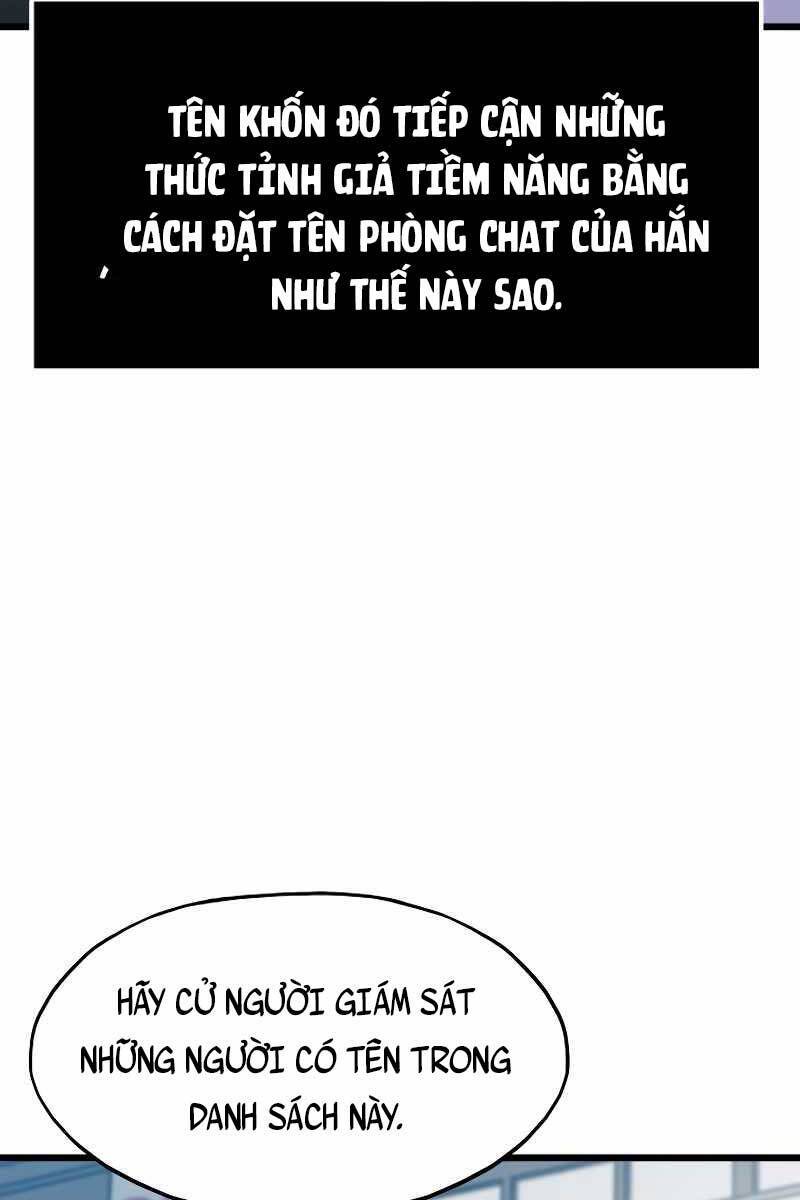 TÊN KHỐN ĐÓ TIẾP CẬN NHỮNG
THỨC TỈNH GIẢ TIỀM NĂNG BẰNG
CÁCH ĐẶT TÊN PHÒNG CHAT CỦA HẮN
NHƯ THẾ NÀY SAO.
HÃY CỬ NGƯỜI GIÁM SÁT
NHỮNG NGƯỜI CÓ TÊN TRONG
DANH SÁCH NÀY.